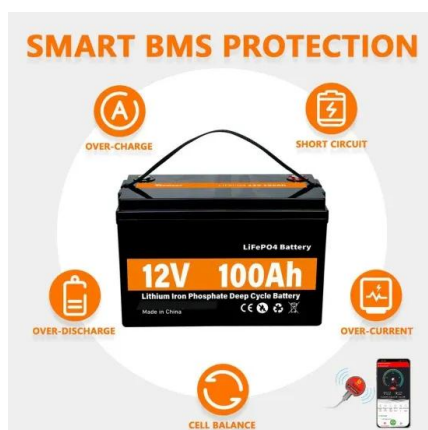 SMART BMS PROTECTION
A
OVER-CHARGE
SHORT CIRCUIT
LiFePO4 Battery
12V 100Ah
Lithium Iron Phosphate Deep Cycle Battery
Made in China
CE
OVER-DISCHARGE
OVER-CURRENT
CELL BALANCE